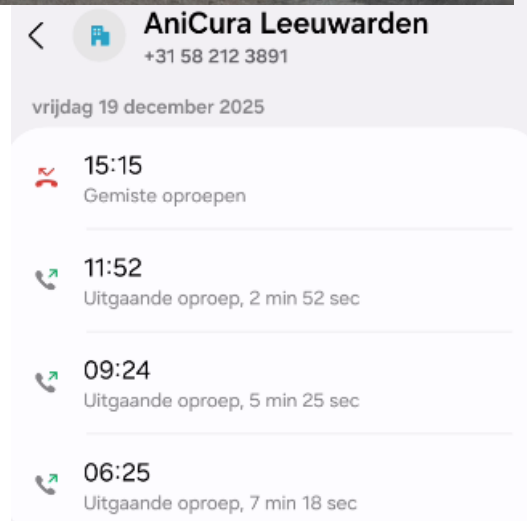 AniCura Leeuwarden
+31 58 212 3891
vrijdag 19 december 2025
15:15
Gemiste oproepen
11:52
Uitgaande oproep, 2 min 52 sec
09:24
Uitgaande oproep, 5 min 25 sec
06:25
Uitgaande oproep, 7 min 18 sec